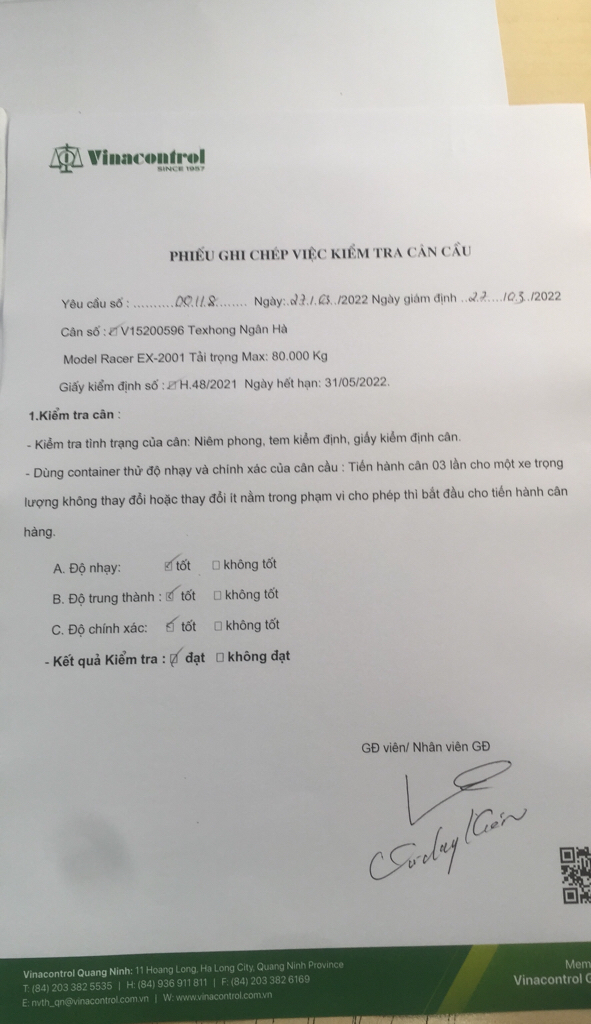 Vinacontrol
SINCE 1957
PHIẾU GHI CHÉP VIỆC KIỂM TRA CÂN CẦU
Yêu cầu số : ..........00118....... Ngày:..27./.03../2022 Ngày giám định ..27..../03../2022
Cân số : ☑ V15200596 Texhong Ngân Hà
Model Racer EX-2001 Tải trọng Max: 80.000 Kg
Giấy kiểm định số : ☑ H.48/2021 Ngày hết hạn: 31/05/2022.
1.Kiểm tra cân :
- Kiểm tra tình trạng của cân: Niêm phong, tem kiểm định, giấy kiểm định cân.
- Dùng container thử độ nhạy và chính xác của cân cầu : Tiến hành cân 03 lần cho một xe trọng
lượng không thay đổi hoặc thay đổi ít nằm trong phạm vi cho phép thì bắt đầu cho tiến hành cân
hàng.
A. Độ nhạy: ☑ tốt ☐ không tốt
B. Độ trung thành : ☑ tốt ☐ không tốt
C. Độ chính xác: ☑ tốt ☐ không tốt
- Kết quả Kiểm tra : ☑ đạt ☐ không đạt
GĐ viên/ Nhân viên GĐ
Vinacontrol Quang Ninh: 11 Hoang Long, Ha Long City, Quang Ninh Province
T: (84) 203 382 5535 | H: (84) 936 911 811 | F: (84) 203 382 6169
E: nvth_qn@vinacontrol.com.vn | W: www.vinacontrol.com.vn
Mem
Vinacontrol G